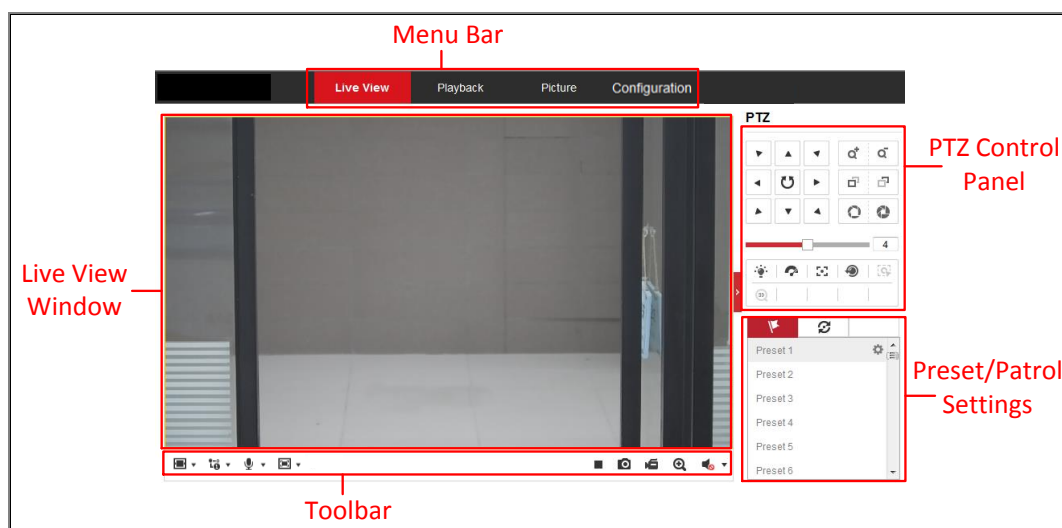 Menu Bar
Live View Playback Picture Configuration
PTZ
PTZ Control
Panel
4
Live View
Window
Preset 1
Preset 2
Preset 3
Preset 4
Preset 5
Preset 6
Preset/Patrol
Settings
Toolbar